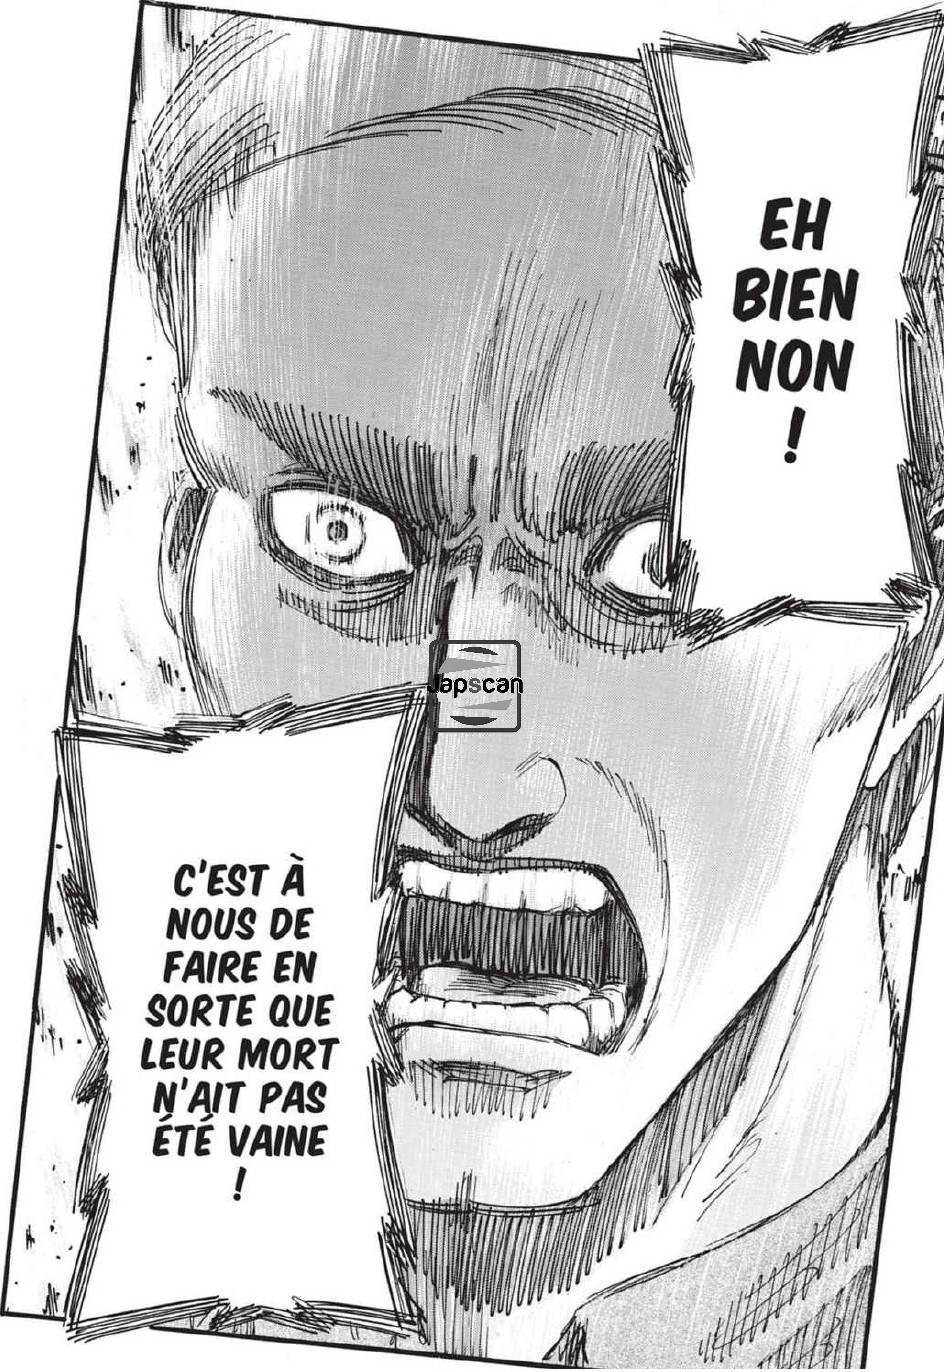 EH
BIEN
NON
!
Japscan
C'EST À
NOUS DE
FAIRE EN
SORTE QUE
LEUR MORT
N'AIT PAS
ÉTÉ VAINE
!